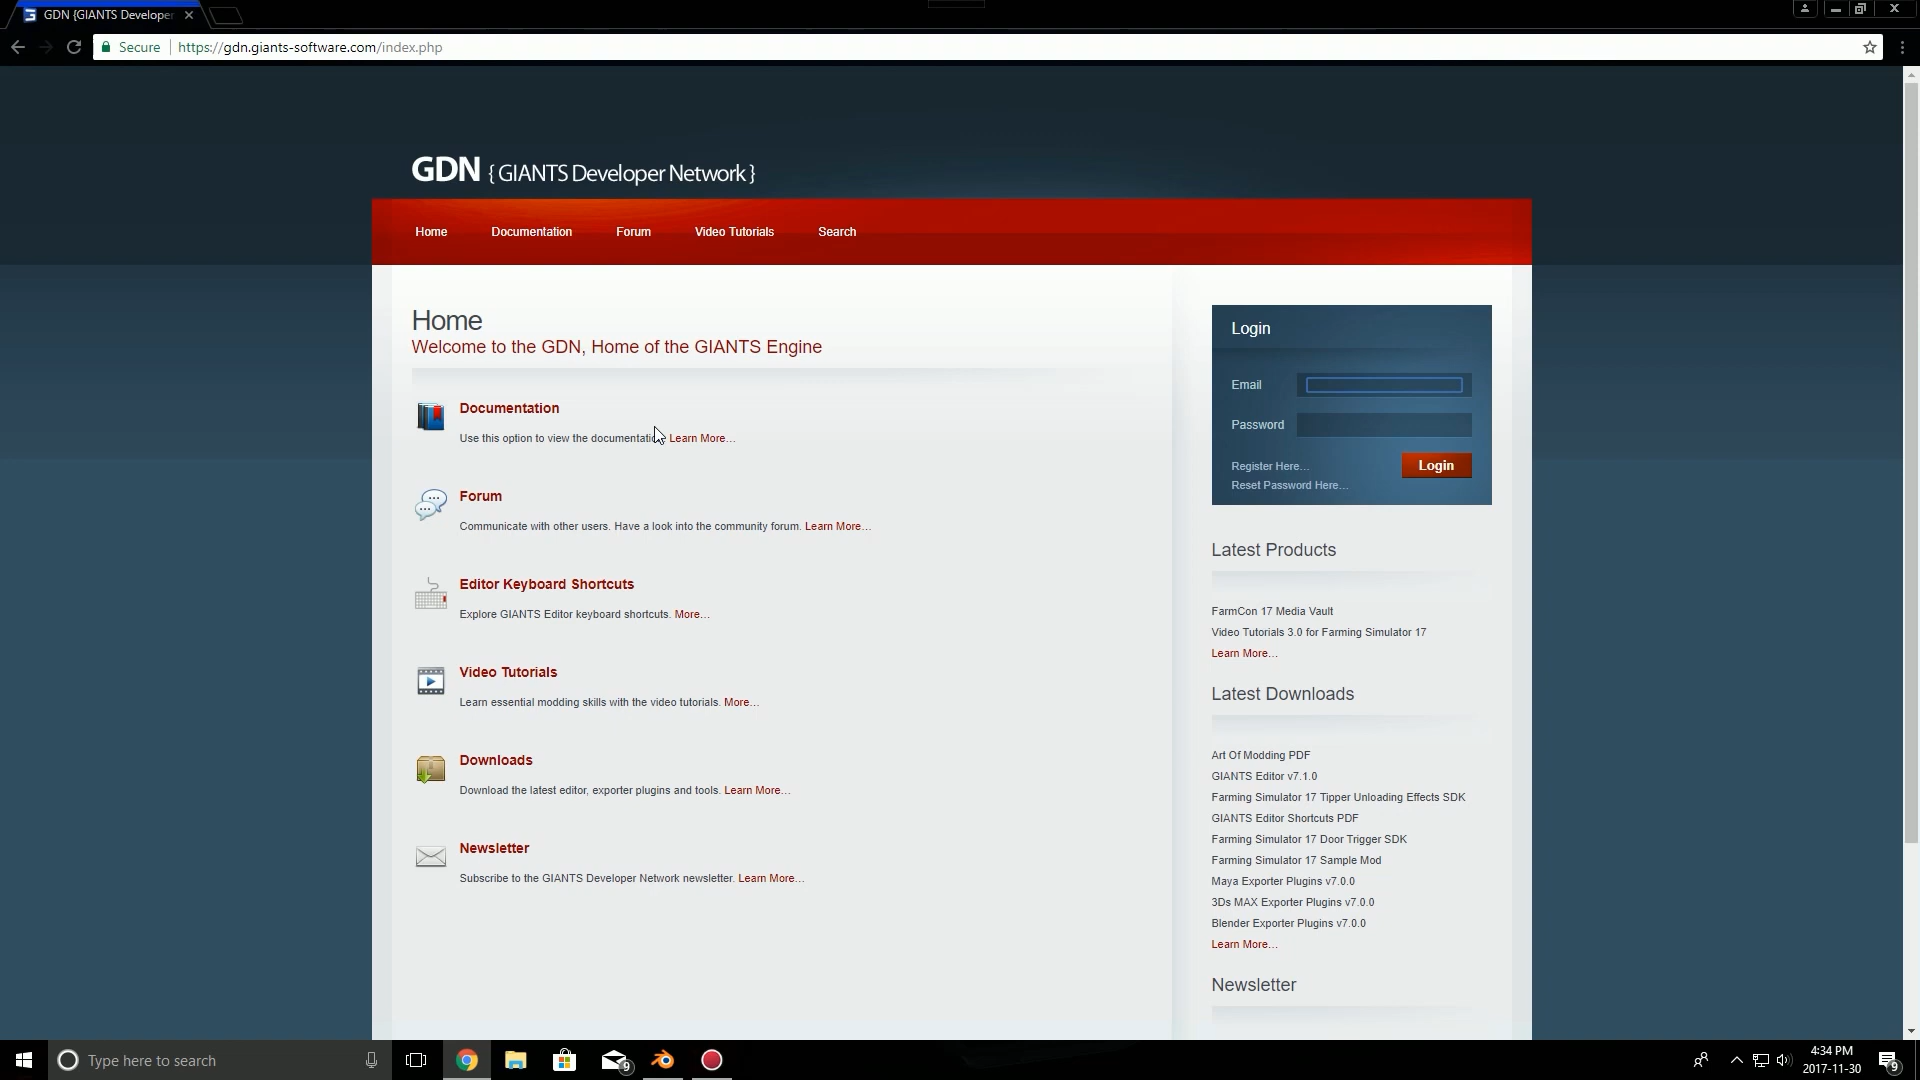 GDN {GIANTS Developer
Secure
https://gdn.giants-software.com/index.php
GDN { GIANTS Developer Network }
Home
Documentation
Forum
Video Tutorials
Search
Home
Welcome to the GDN, Home of the GIANTS Engine
Documentation
Use this option to view the Learn More...
Forum
Communicate with other users. Have a look into the community forum. Learn More...
Editor Keyboard Shortcuts
Explore GIANTS Editor keyboard shortcuts. More...
Video Tutorials
Learn essential modding skills with the video tutorials. More...
Downloads
Download the latest editor, exporter plugins and tools. Learn More...
Newsletter
Subscribe to the GIANTS Developer Network newsletter. Learn More...
Login
Email
Password
Register Here...
Login
Reset Password Here...
Latest Products
FarmCon 17 Media Vault
Video Tutorials 3.0 for Farming Simulator 17
Learn More...
Latest Downloads
Art Of Modding PDF
GIANTS Editor v7.1.0
Farming Simulator 17 Tipper Unloading Effects SDK
GIANTS Editor Shortcuts PDF
Farming Simulator 17 Door Trigger SDK
Farming Simulator 17 Sample Mod
Maya Exporter Plugins v7.0.0
3Ds MAX Exporter Plugins v7.0.0
Blender Exporter Plugins v7.0.0
Learn More...
Newsletter
Type here to search
9
4:34 PM
2017-11-30
9